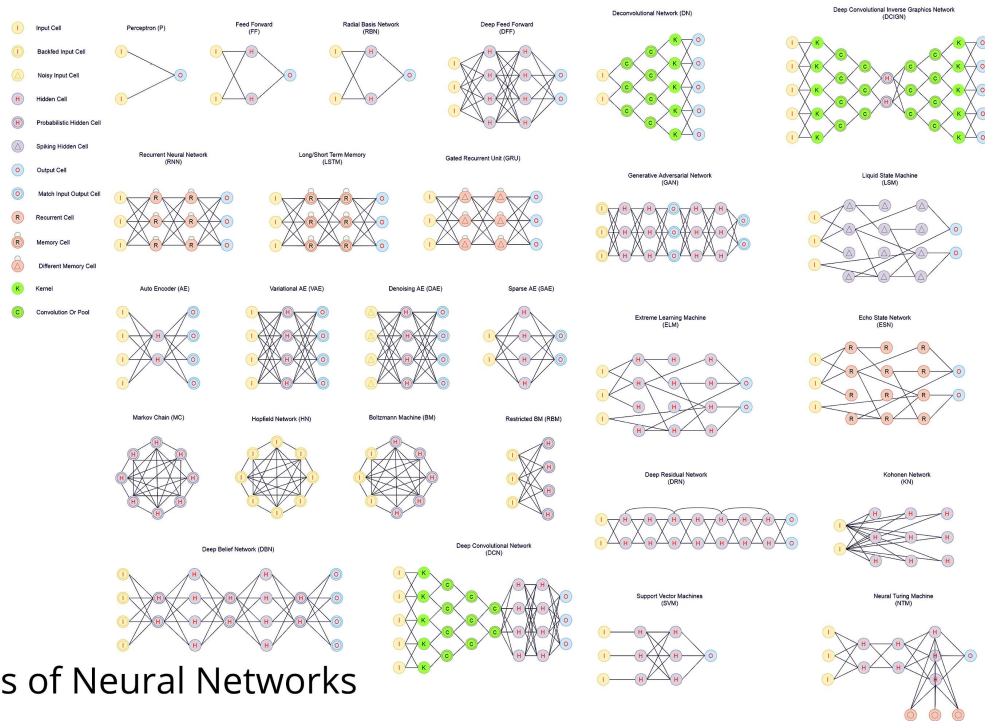 Input Cell
Backfed Input Cell
Noisy Input Cell
Hidden Cell
Probabilistic Hidden Cell
Spiking Hidden Cell
Output Cell
Match Input Output Cell
Recurrent Cell
Memory Cell
Different Memory Cell
Kernel
Convolution Or Pool
Perceptron (P)
Feed Forward
(FF)
Radial Basis Network
(RBN)
Deep Feed Forward
(DFF)
Deconvolutional Network (DN)
Deep Convolutional Inverse Graphics Network
(DCIGN)
Recurrent Neural Network
(RNN)
Long/Short Term Memory
(LSTM)
Gated Recurrent Unit (GRU)
Generative Adversarial Network
(GAN)
Liquid State Machine
(LSM)
Auto Encoder (AE)
Variational AE (VAE)
Denoising AE (DAE)
Sparse AE (SAE)
Extreme Learning Machine
(ELM)
Echo State Network
(ESN)
Markov Chain (MC)
Hopfield Network (HN)
Boltzmann Machine (BM)
Restricted BM (RBM)
Deep Residual Network
(DRN)
Kohonen Network
(KN)
Deep Belief Network (DBN)
Deep Convolutional Network
(DCN)
Support Vector Machines
(SVM)
Neural Turing Machine
(NTM)
s of Neural Networks